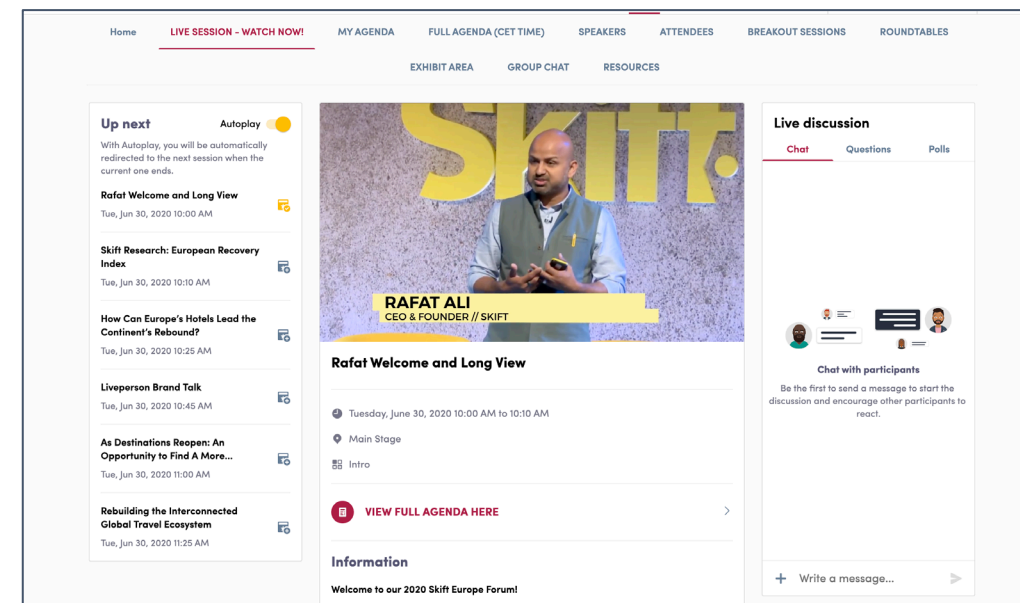 Home LIVE SESSION - WATCH NOW! MY AGENDA FULL AGENDA (CET TIME) SPEAKERS ATTENDEES BREAKOUT SESSIONS ROUNDTABLES
EXHIBIT AREA GROUP CHAT RESOURCES
Up next Autoplay
With Autoplay, you will be automatically
redirected to the next session when the
current one ends.
Rafat Welcome and Long View
Tue, Jun 30, 2020 10:00 AM
Skift Research: European Recovery
Index
Tue, Jun 30, 2020 10:10 AM
How Can Europe's Hotels Lead the
Continent's Rebound?
Tue, Jun 30, 2020 10:25 AM
Liveperson Brand Talk
Tue, Jun 30, 2020 10:45 AM
As Destinations Reopen: An
Opportunity to Find A More...
Tue, Jun 30, 2020 11:00 AM
Rebuilding the Interconnected
Global Travel Ecosystem
Tue, Jun 30, 2020 11:25 AM
Skift.
RAFAT ALI
CEO & FOUNDER // SKIFT
Rafat Welcome and Long View
Tuesday, June 30, 2020 10:00 AM to 10:10 AM
Main Stage
Intro
VIEW FULL AGENDA HERE
Information
Welcome to our 2020 Skift Europe Forum!
Live discussion
Chat Questions Polls
Chat with participants
Be the first to send a message to start the
discussion and encourage other participants to
react.
Write a message...